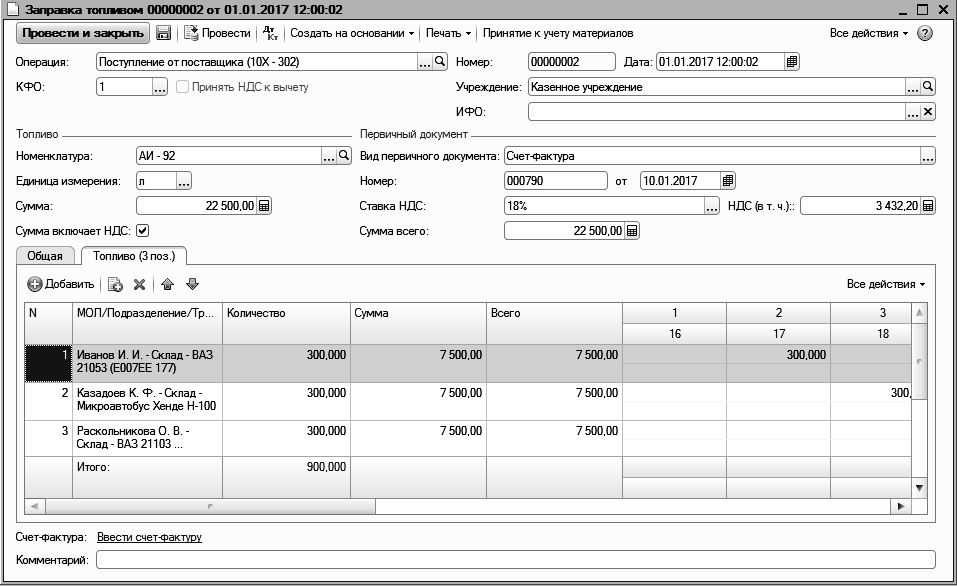 Заправка топливом 00000002 от 01.01.2017 12:00:02
Провести и закрыть Провести Дт Кт Создать на основании Печать Принятие к учету материалов Все действия ?
Операция: Поступление от поставщика (10X - 302) ... Номер: 00000002 Дата: 01.01.2017 12:00:02
КФО: 1 ... Принять НДС к вычету Учреждение: Казенное учреждение ...
ИФО: ...
Топливо Первичный документ
Номенклатура: АИ - 92 ... Вид первичного документа: Счет-фактура ...
Единица измерения: л ... Номер: 000790 от 10.01.2017
Сумма: 22 500,00 Ставка НДС: 18% ... НДС (в т. ч.):: 3 432,20
Сумма включает НДС: Сумма всего: 22 500,00
Общая Топливо (3 поз.)
Добавить Все действия
N МОЛ/Подразделение/Тр... Количество Сумма Всего 1 2 3
16 17 18
1 Иванов И. И. - Склад - ВАЗ 300,000 7 500,00 7 500,00 300,000
21053 (Е007ЕЕ 177)
2 Казадоев К. Ф. - Склад - 300,000 7 500,00 7 500,00 300,
Микроавтобус Хенде Н-100
3 Раскольникова О. В. - 300,000 7 500,00 7 500,00
Склад - ВАЗ 21103 ...
Итого: 900,000
Счет-фактура: Ввести счет-фактуру
Комментарий: